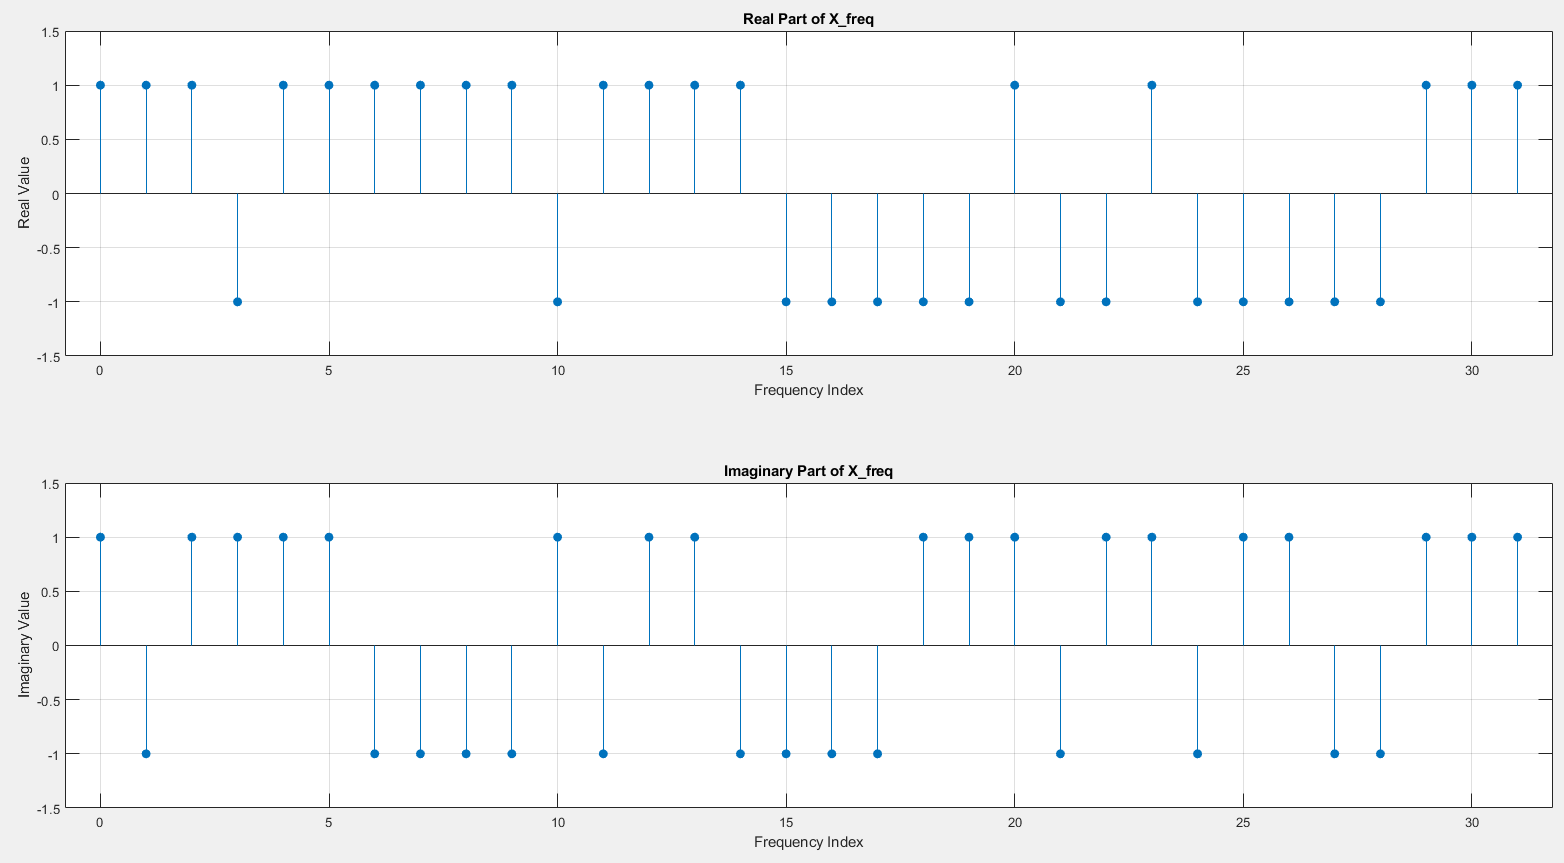 Real Part of X_freq
1.5
1
0.5
0
-0.5
-1
-1.5
Real Value
0 5 10 15 20 25 30
Frequency Index
Imaginary Part of X_freq
1.5
1
0.5
0
-0.5
-1
-1.5
Imaginary Value
0 5 10 15 20 25 30
Frequency Index